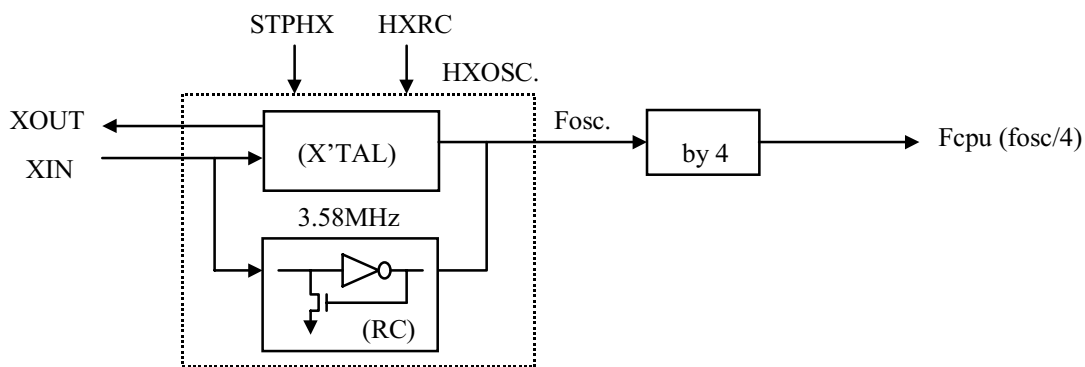 STPHX HXRC
HXOSC.
XOUT
XIN
(X'TAL)
Fosc.
by 4
Fcpu (fosc/4)
3.58MHz
(RC)